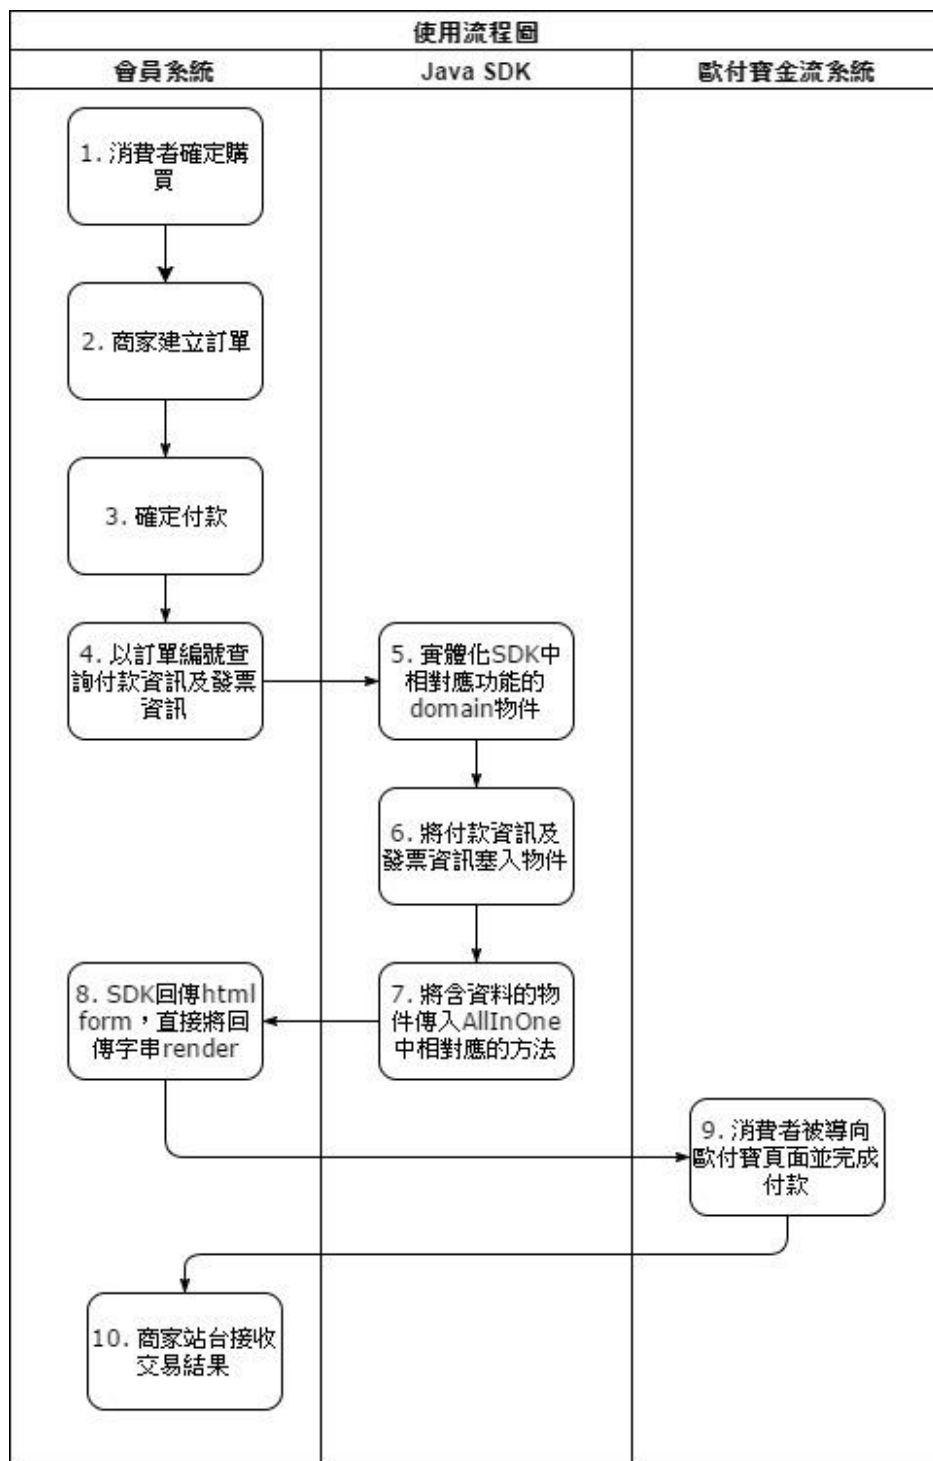 使用流程圖
會員系統
Java SDK
歐付寶金流系統
1. 消費者確定購
買
2. 商家建立訂單
3. 確定付款
4. 以訂單編號查
詢付款資訊及發票
資訊
5. 實體化SDK中
相對應功能的
domain物件
6. 將付款資訊及
發票資訊塞入物件
7. 將含資料的物
件傳入AllInOne
中相對應的方法
8. SDK回傳html
form，直接將回
傳字串render
9. 消費者被導向
歐付寶頁面並完成
付款
10. 商家站台接收
交易結果